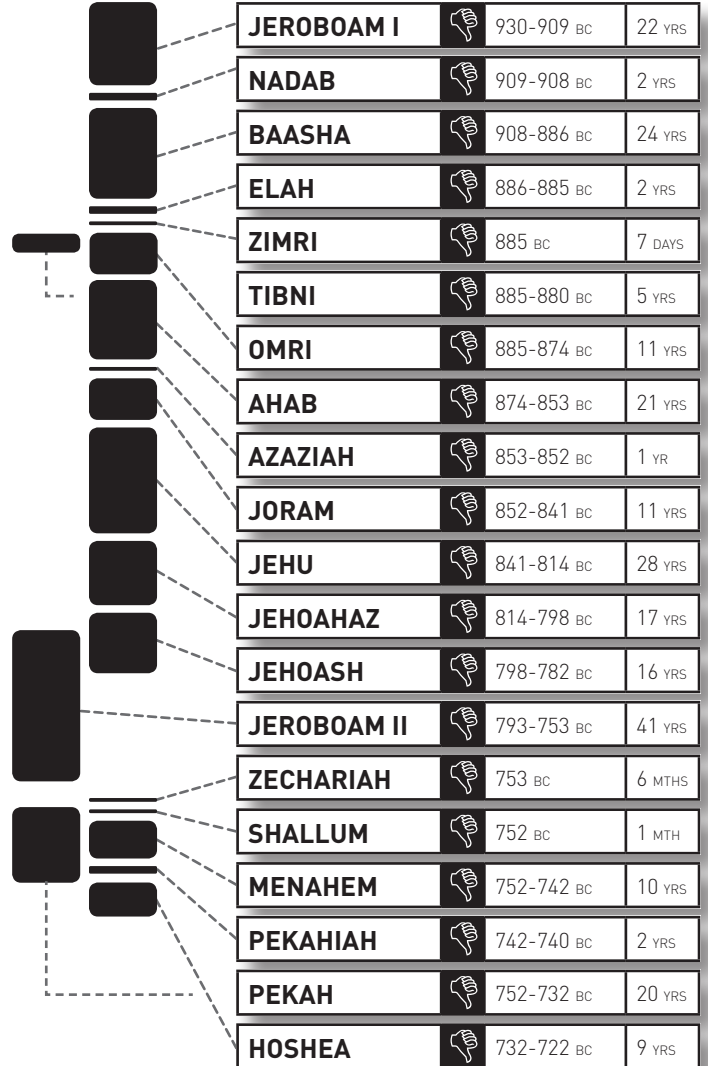 JEROBOAM I 930-909 BC 22 YRS
NADAB 909-908 BC 2 YRS
BAASHA 908-886 BC 24 YRS
ELAH 886-885 BC 2 YRS
ZIMRI 885 BC 7 DAYS
TIBNI 885-880 BC 5 YRS
OMRI 885-874 BC 11 YRS
AHAB 874-853 BC 21 YRS
AZAZIAH 853-852 BC 1 YR
JORAM 852-841 BC 11 YRS
JEHU 841-814 BC 28 YRS
JEHOAHAZ 814-798 BC 17 YRS
JEHOASH 798-782 BC 16 YRS
JEROBOAM II 793-753 BC 41 YRS
ZECHARIAH 753 BC 6 MTHS
SHALLUM 752 BC 1 MTH
MENAHEM 752-742 BC 10 YRS
PEKAHIAH 742-740 BC 2 YRS
PEKAH 752-732 BC 20 YRS
HOSHEA 732-722 BC 9 YRS